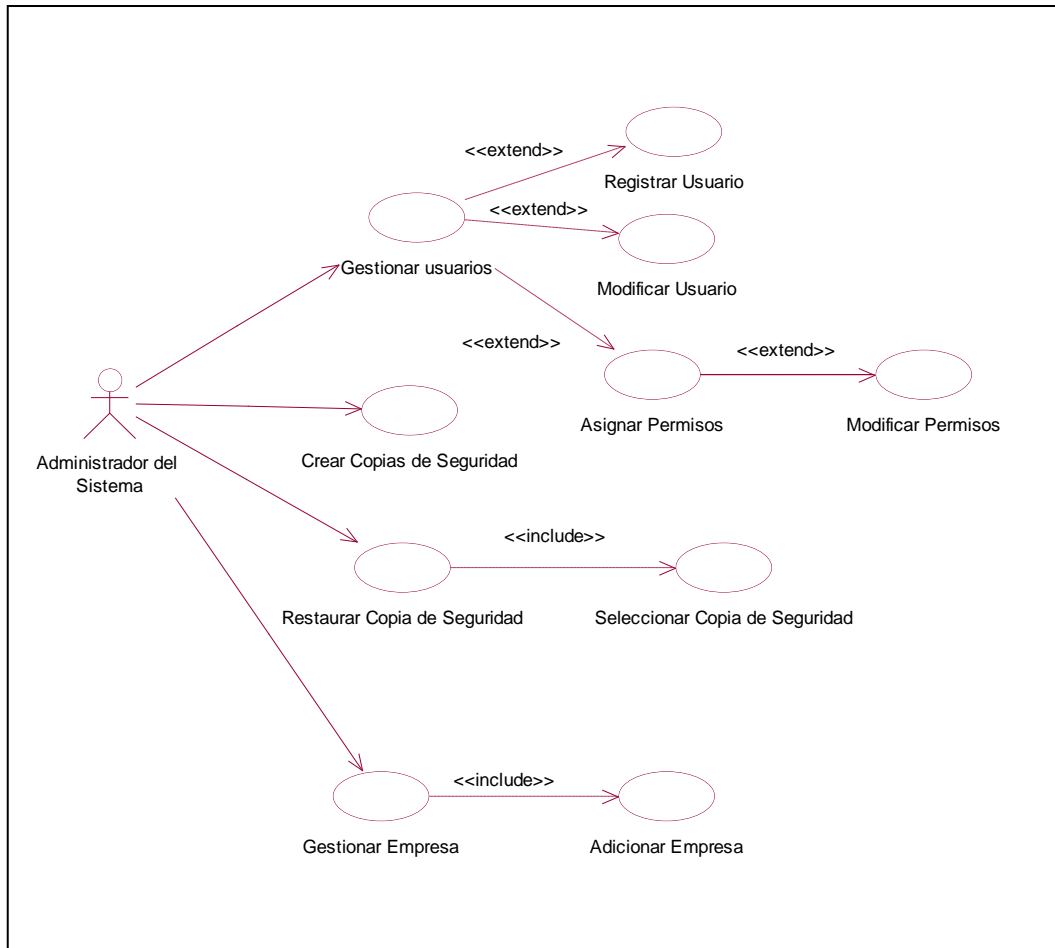 <<extend>>
Registrar Usuario
<<extend>>
Gestionar usuarios
Modificar Usuario
<<extend>>
<<extend>>
Asignar Permisos
Modificar Permisos
Administrador del
Sistema
Crear Copias de Seguridad
<<include>>
Restaurar Copia de Seguridad
Seleccionar Copia de Seguridad
<<include>>
Gestionar Empresa
Adicionar Empresa